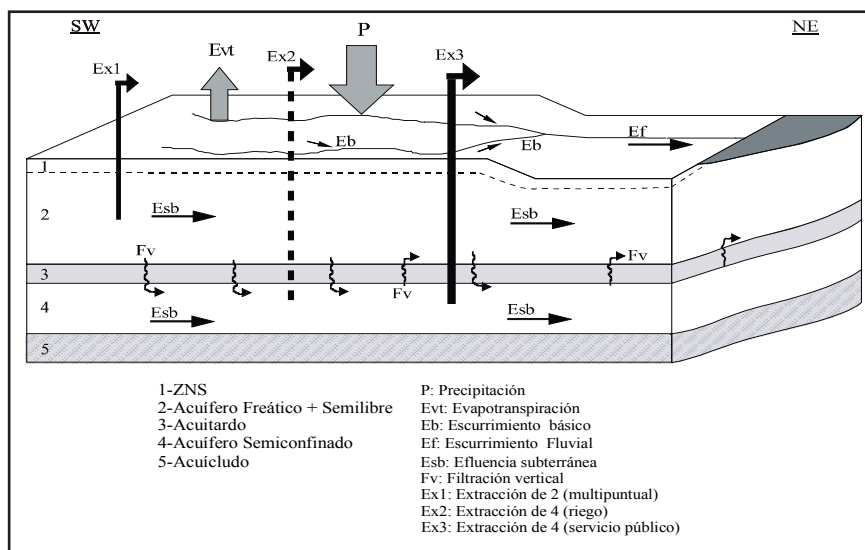 SW
NE
P
Evt
Ex2
Ex3
Ex1
Ef
Eb
Eb
1
2
Esb
Esb
Fv
Fv
3
Fv
4
Esb
Esb
5
1-ZNS
2-Acuífero Freático + Semilibre
3-Acuitardo
4-Acuífero Semiconfinado
5-Acuícludo
P: Precipitación
Evt: Evapotranspiración
Eb: Escurrimiento básico
Ef: Escurrimiento Fluvial
Esb: Efluencia subterránea
Fv: Filtración vertical
Ex1: Extracción de 2 (multipuntual)
Ex2: Extracción de 4 (riego)
Ex3: Extracción de 4 (servicio público)